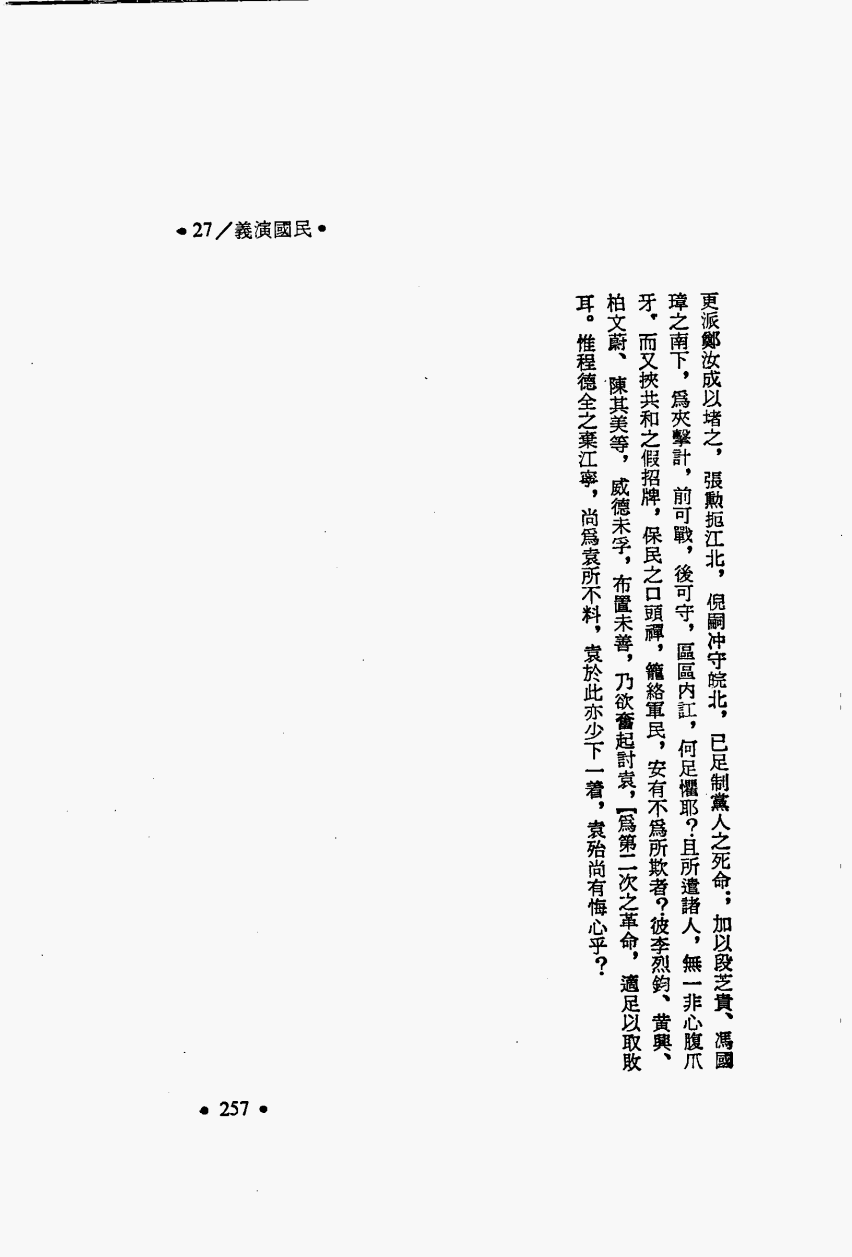 •27／義演國民•
更派鄭汝成以堵之，張勳扼江北，倪嗣冲守皖北，已足制黨人之死命；加以段芝貴、馮國
璋之南下，爲夾擊計，前可戰，後可守，區區内訌，何足懼耶？且所遣諸人，無一非心腹爪
牙，而又挾共和之假招牌，保民之口頭禪，籠絡軍民，安有不爲所欺者？彼李烈鈞、黄興、
柏文蔚、陳其美等，威德未孚，布置未善，乃欲奮起討袁，【爲第二次之革命，適足以取敗
耳。惟程德全之棄江寧，尚爲袁所不料，袁於此亦少下一着，袁殆尚有悔心乎？
•257•